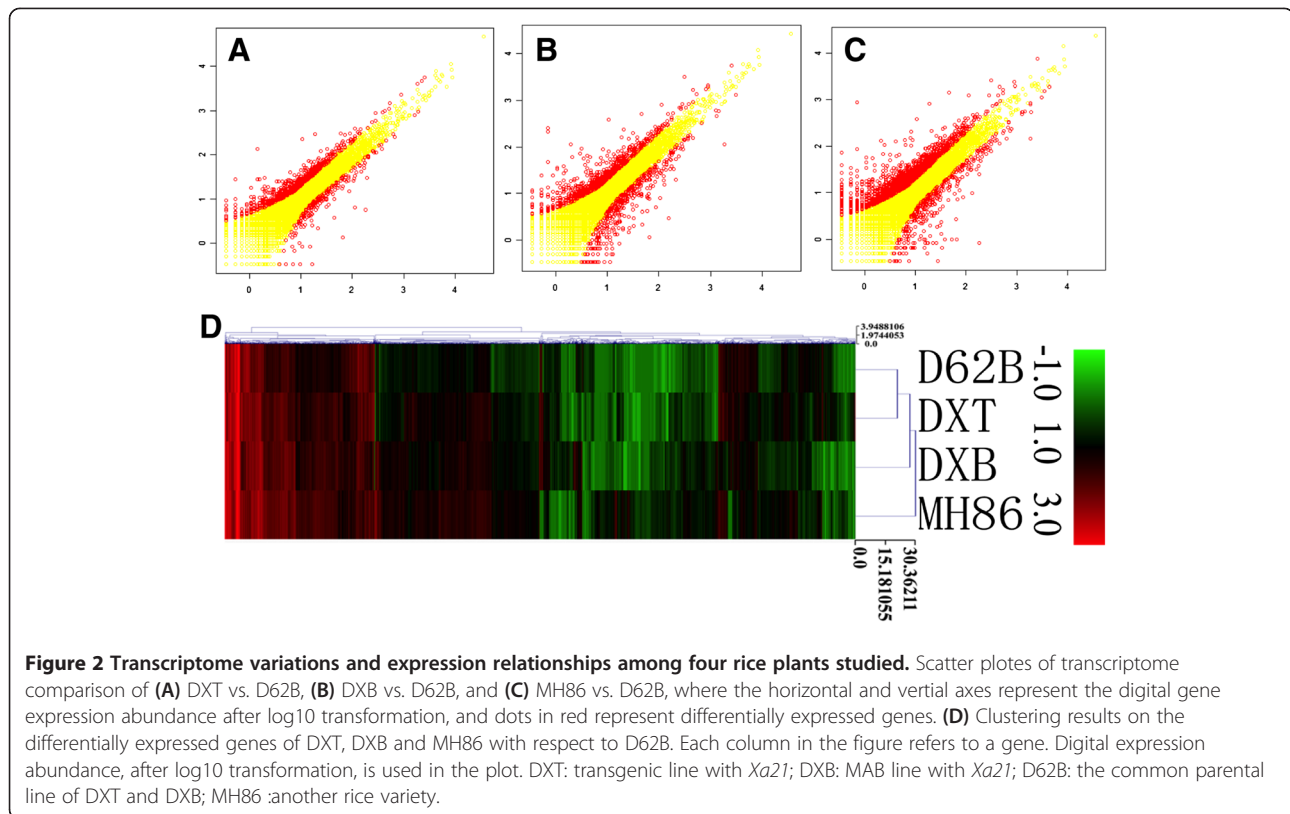 A
B
C
4
3
2
1
0
0 1 2 3 4
4
3
2
1
0
0 1 2 3 4
4
3
2
1
0
0 1 2 3 4
D
3.9488106
1.9744053
0.0
D62B
DXT
DXB
MH86
-1.0
1.0
3.0
0.0
15.181055
30.36211
Figure 2 Transcriptome variations and expression relationships among four rice plants studied. Scatter plotes of transcriptome
comparison of (A) DXT vs. D62B, (B) DXB vs. D62B, and (C) MH86 vs. D62B, where the horizontal and vertial axes represent the digital gene
expression abundance after log10 transformation, and dots in red represent differentially expressed genes. (D) Clustering results on the
differentially expressed genes of DXT, DXB and MH86 with respect to D62B. Each column in the figure refers to a gene. Digital expression
abundance, after log10 transformation, is used in the plot. DXT: transgenic line with Xa21; DXB: MAB line with Xa21; D62B: the common parental
line of DXT and DXB; MH86 :another rice variety.